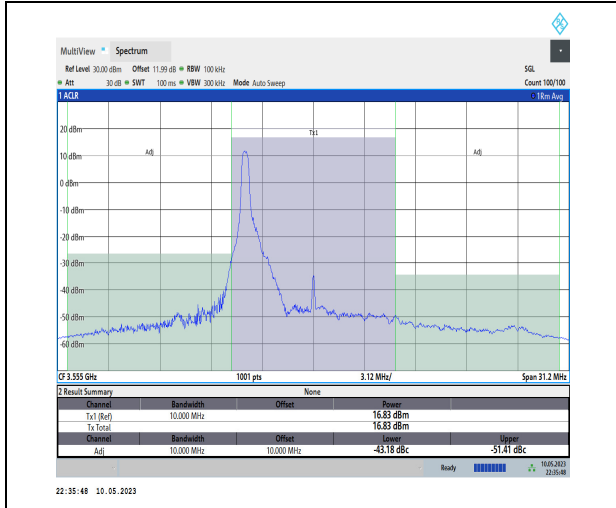 MultiView Spectrum
Ref Level 30.00 dBm Offset 11.99 dB RBW 100 kHz SGL
Att 30 dB SWT 100 ms VBW 300 kHz Mode Auto Sweep Count 100/100
1 ACLR 1Rm Avg
Tx1
Adj Adj
20 dBm
10 dBm
0 dBm
-10 dBm
-20 dBm
-30 dBm
-40 dBm
-50 dBm
-60 dBm
CF 3.555 GHz 1001 pts 3.12 MHz/ Span 31.2 MHz
2 Result Summary None
Channel Bandwidth Offset Power
Tx1 (Ref) 10.000 MHz 16.83 dBm
Tx Total 16.83 dBm
Channel Bandwidth Offset Lower Upper
Adj 10.000 MHz 10.000 MHz -43.18 dBc -51.41 dBc
Ready 10.05.2023
22:35:48
22:35:48 10.05.2023